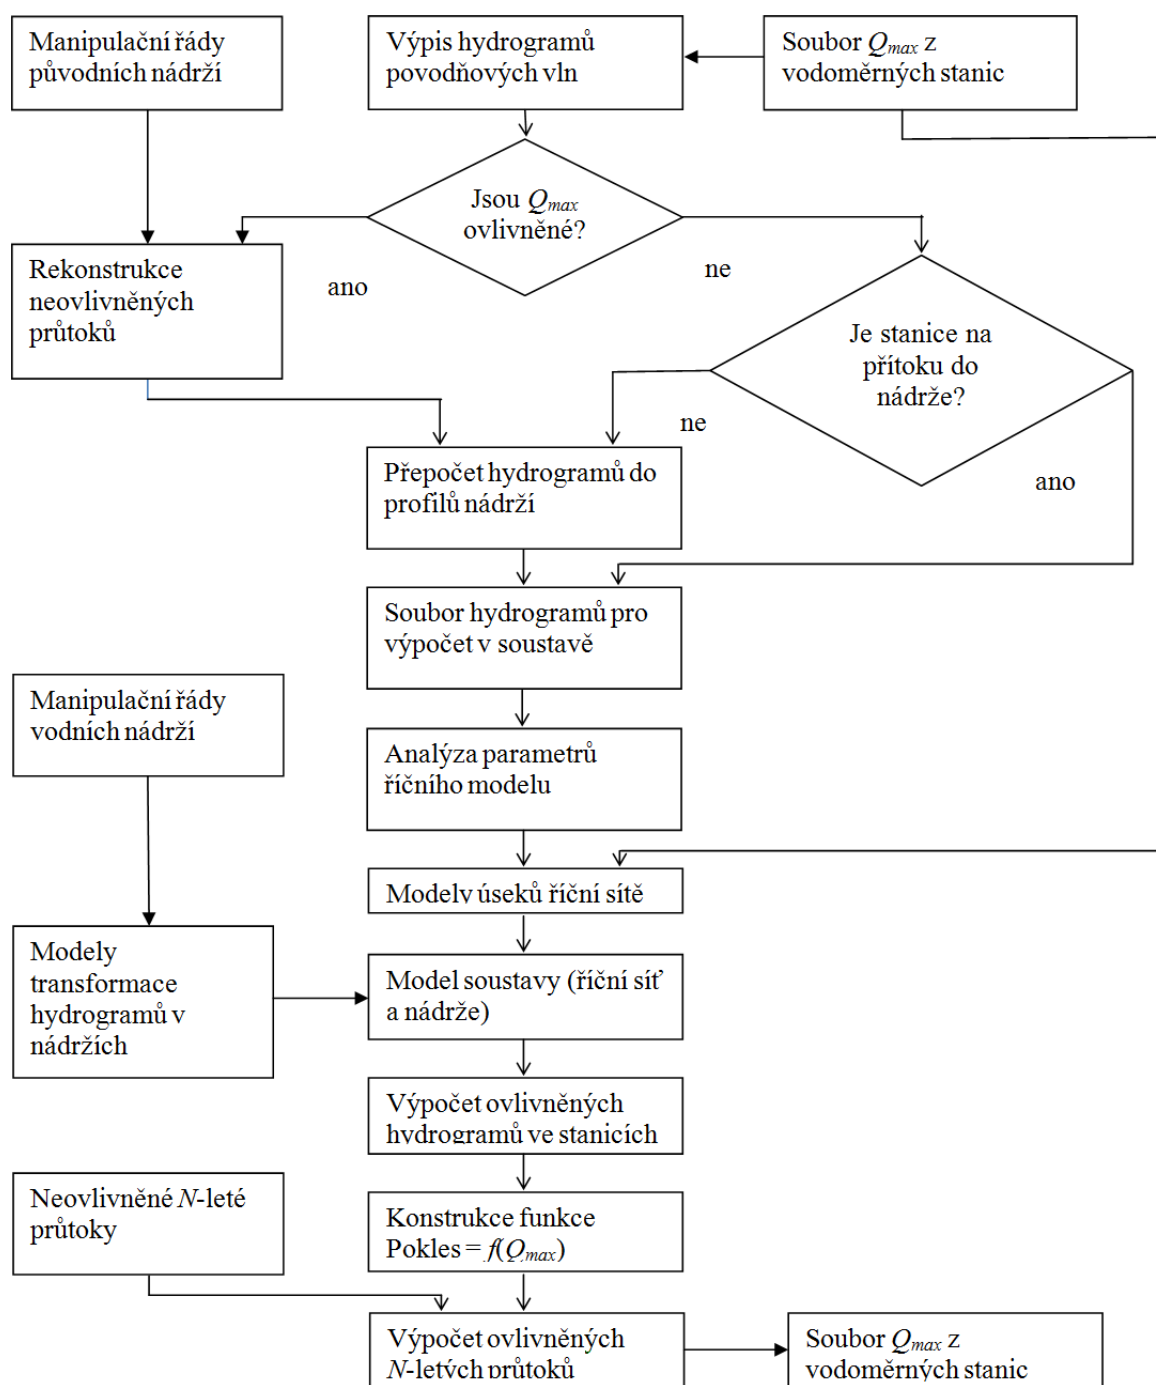 Manipulační řády
původních nádrží
Výpis hydrogramů
povodňových vln
Soubor Qmax z
vodoměrných stanic
Jsou Qmax
ovlivněné?
Rekonstrukce
neovlivněných
průtoků
ano
ne
Je stanice na
přítoku do
nádrže?
ne
ano
Přepočet hydrogramů do
profilů nádrží
Soubor hydrogramů pro
výpočet v soustavě
Manipulační řády
vodních nádrží
Analýza parametrů
říčního modelu
Modely úseků říční sítě
Modely
transformace
hydrogramů v
nádržích
Model soustavy (říční síť
a nádrže)
Výpočet ovlivněných
hydrogramů ve stanicích
Neovlivněné N-leté
průtoky
Konstrukce funkce
Pokles = f(Qmax)
Výpočet ovlivněných
N-letých průtoků
Soubor Qmax z
vodoměrných stanic